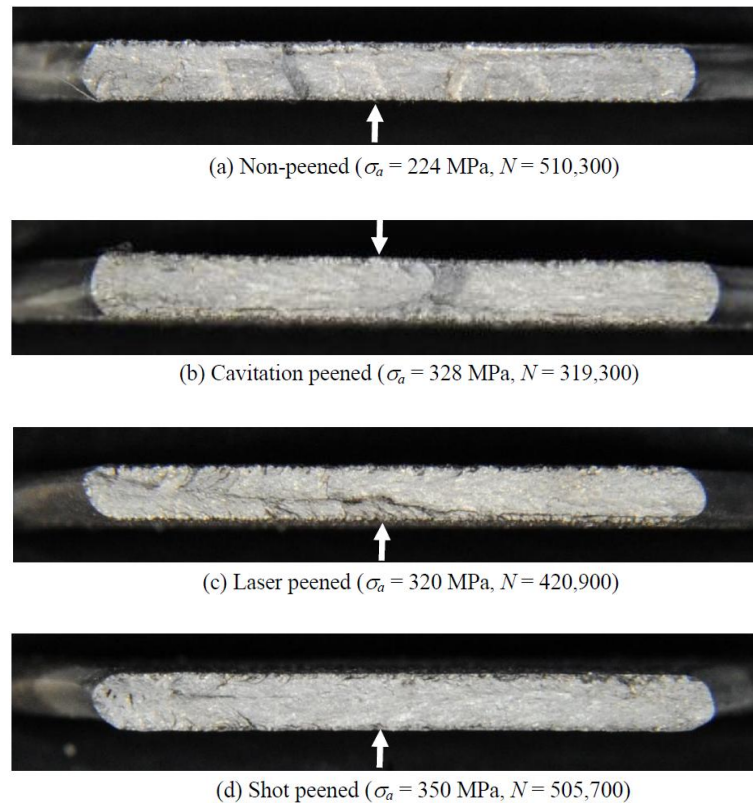 (a) Non-peened (σa = 224 MPa, N = 510,300)
(b) Cavitation peened (σa = 328 MPa, N = 319,300)
(c) Laser peened (σa = 320 MPa, N = 420,900)
(d) Shot peened (σa = 350 MPa, N = 505,700)